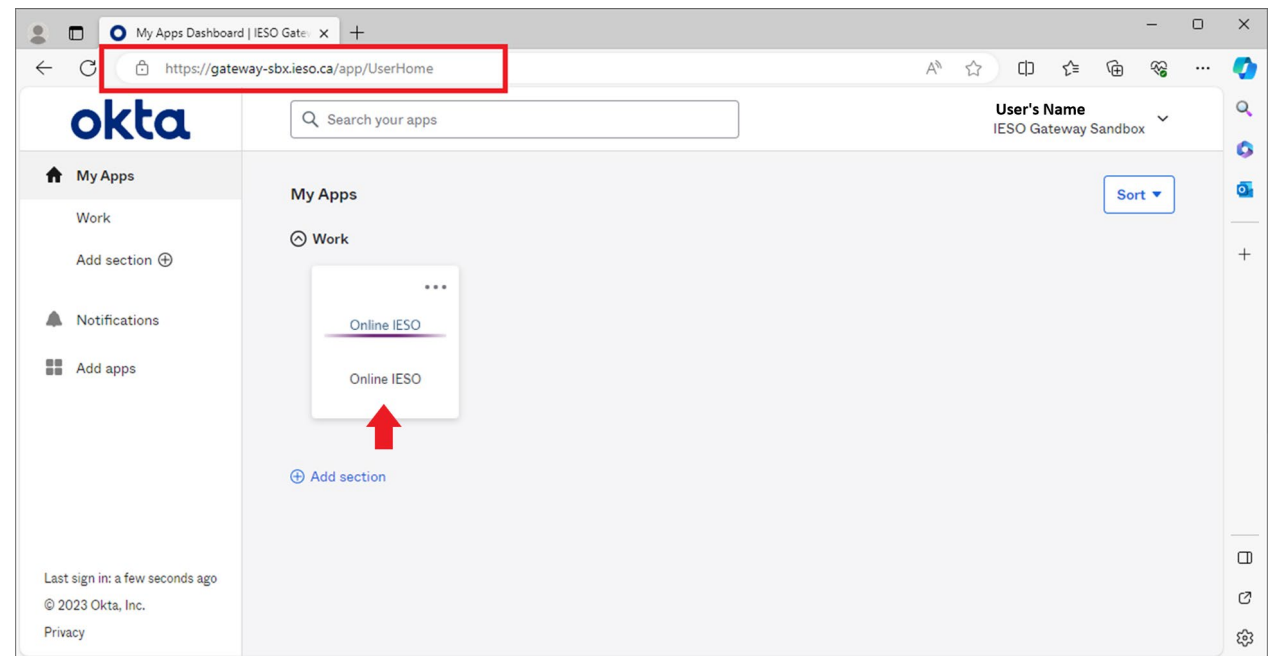 My Apps Dashboard | IESO Gate
https://gateway-sbx.ieso.ca/app/UserHome
okta
Search your apps
User's Name
IESO Gateway Sandbox
My Apps
Work
Add section
Notifications
Add apps
My Apps
Sort
Work
Online IESO
Online IESO
Add section
Last sign in: a few seconds ago
© 2023 Okta, Inc.
Privacy